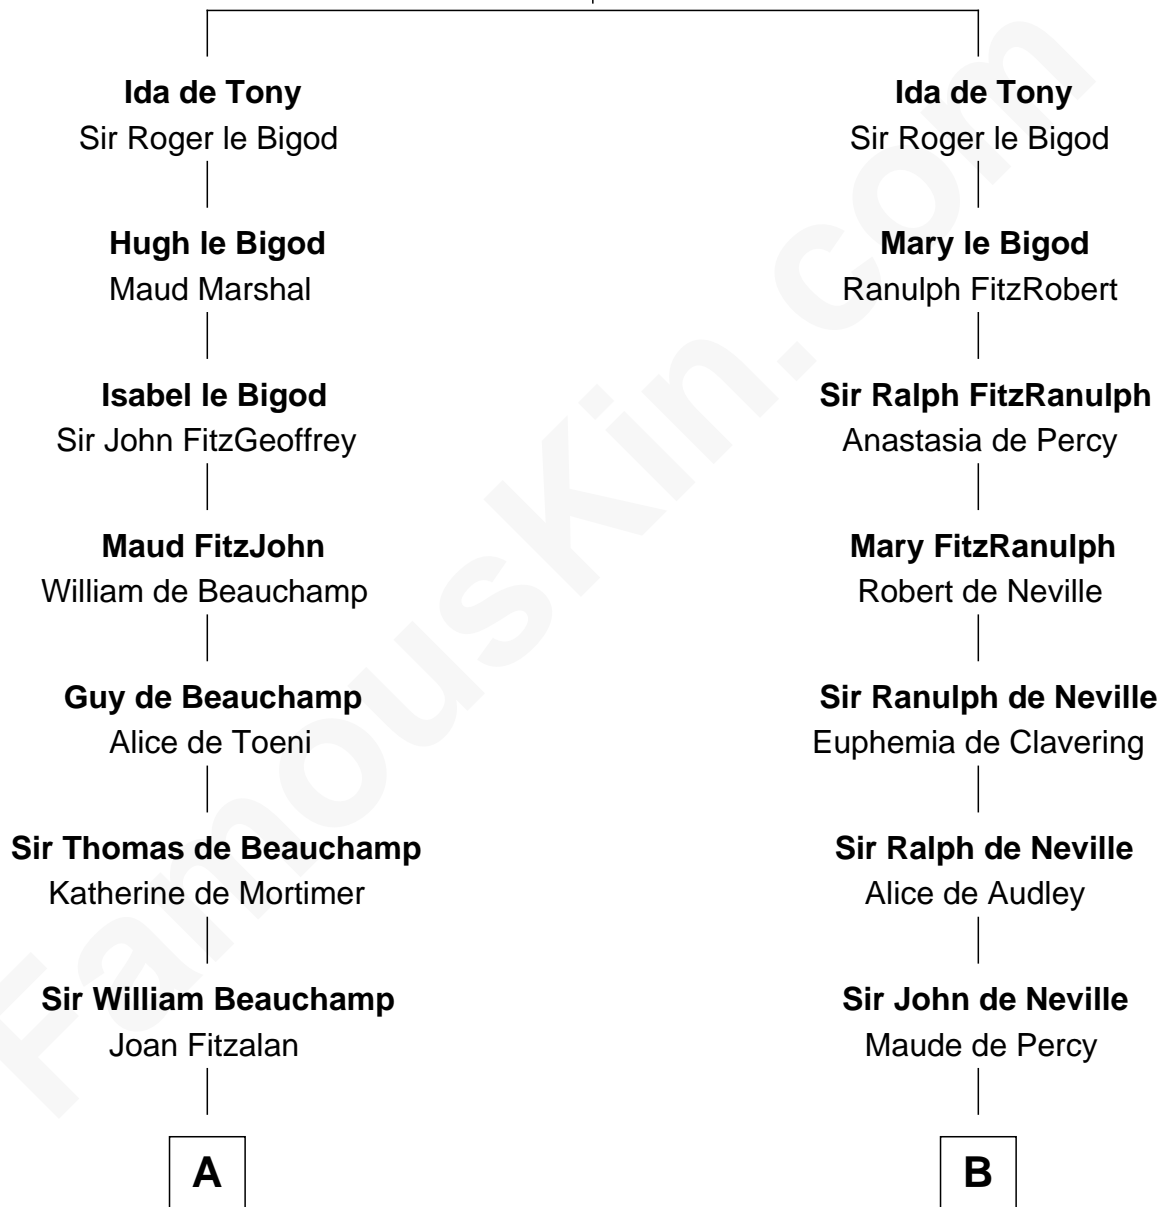 Ida de Tony
Sir Roger le Bigod
Hugh le Bigod
Maud Marshal
Isabel le Bigod
Sir John FitzGeoffrey
Maud FitzJohn
William de Beauchamp
Guy de Beauchamp
Alice de Toeni
Sir Thomas de Beauchamp
Katherine de Mortimer
Sir William Beauchamp
Joan Fitzalan
A
Ida de Tony
Sir Roger le Bigod
Mary le Bigod
Ranulph FitzRobert
Sir Ralph FitzRanulph
Anastasia de Percy
Mary FitzRanulph
Robert de Neville
Sir Ranulph de Neville
Euphemia de Clavering
Sir Ralph de Neville
Alice de Audley
Sir John de Neville
Maude de Percy
B
FamousKin.com